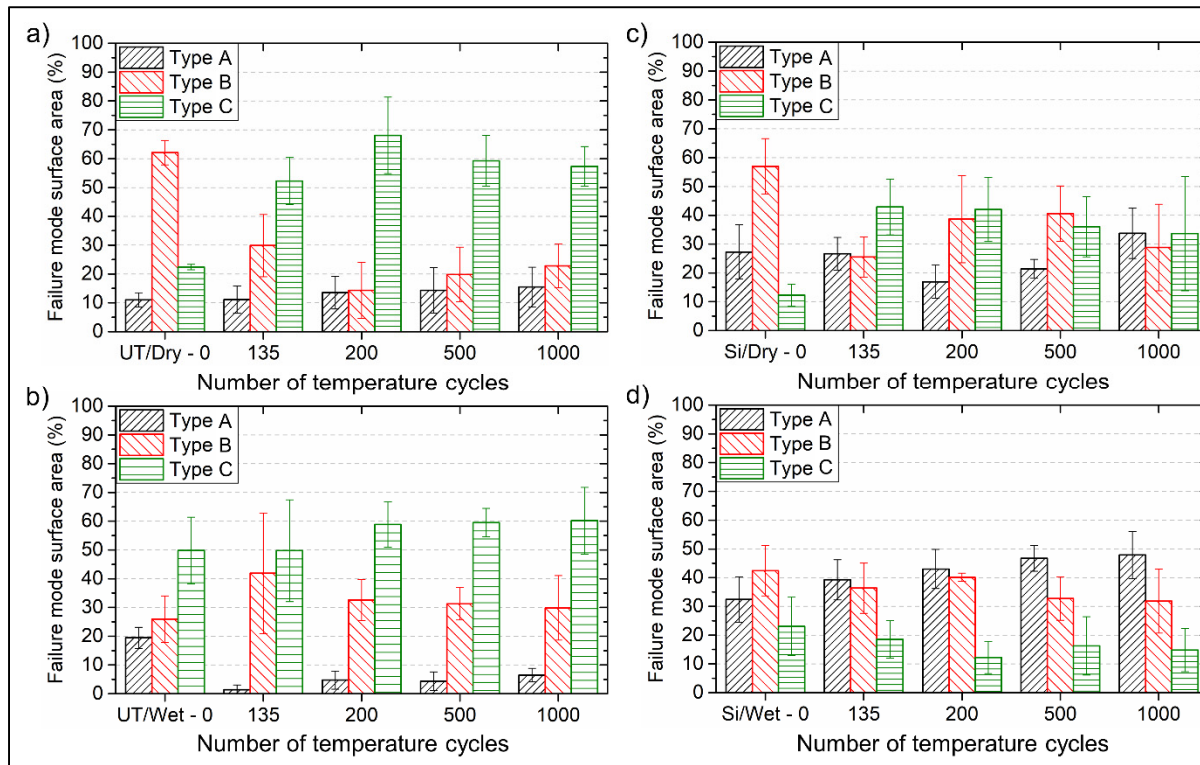 a)
Failure mode surface area (%)
100
90
80
70
60
50
40
30
20
10
0
Type A
Type B
Type C
UT/Dry - 0 135 200 500 1000
Number of temperature cycles
c)
Failure mode surface area (%)
100
90
80
70
60
50
40
30
20
10
0
Type A
Type B
Type C
Si/Dry - 0 135 200 500 1000
Number of temperature cycles
b)
Failure mode surface area (%)
100
90
80
70
60
50
40
30
20
10
0
Type A
Type B
Type C
UT/Wet - 0 135 200 500 1000
Number of temperature cycles
d)
Failure mode surface area (%)
100
90
80
70
60
50
40
30
20
10
0
Type A
Type B
Type C
Si/Wet - 0 135 200 500 1000
Number of temperature cycles